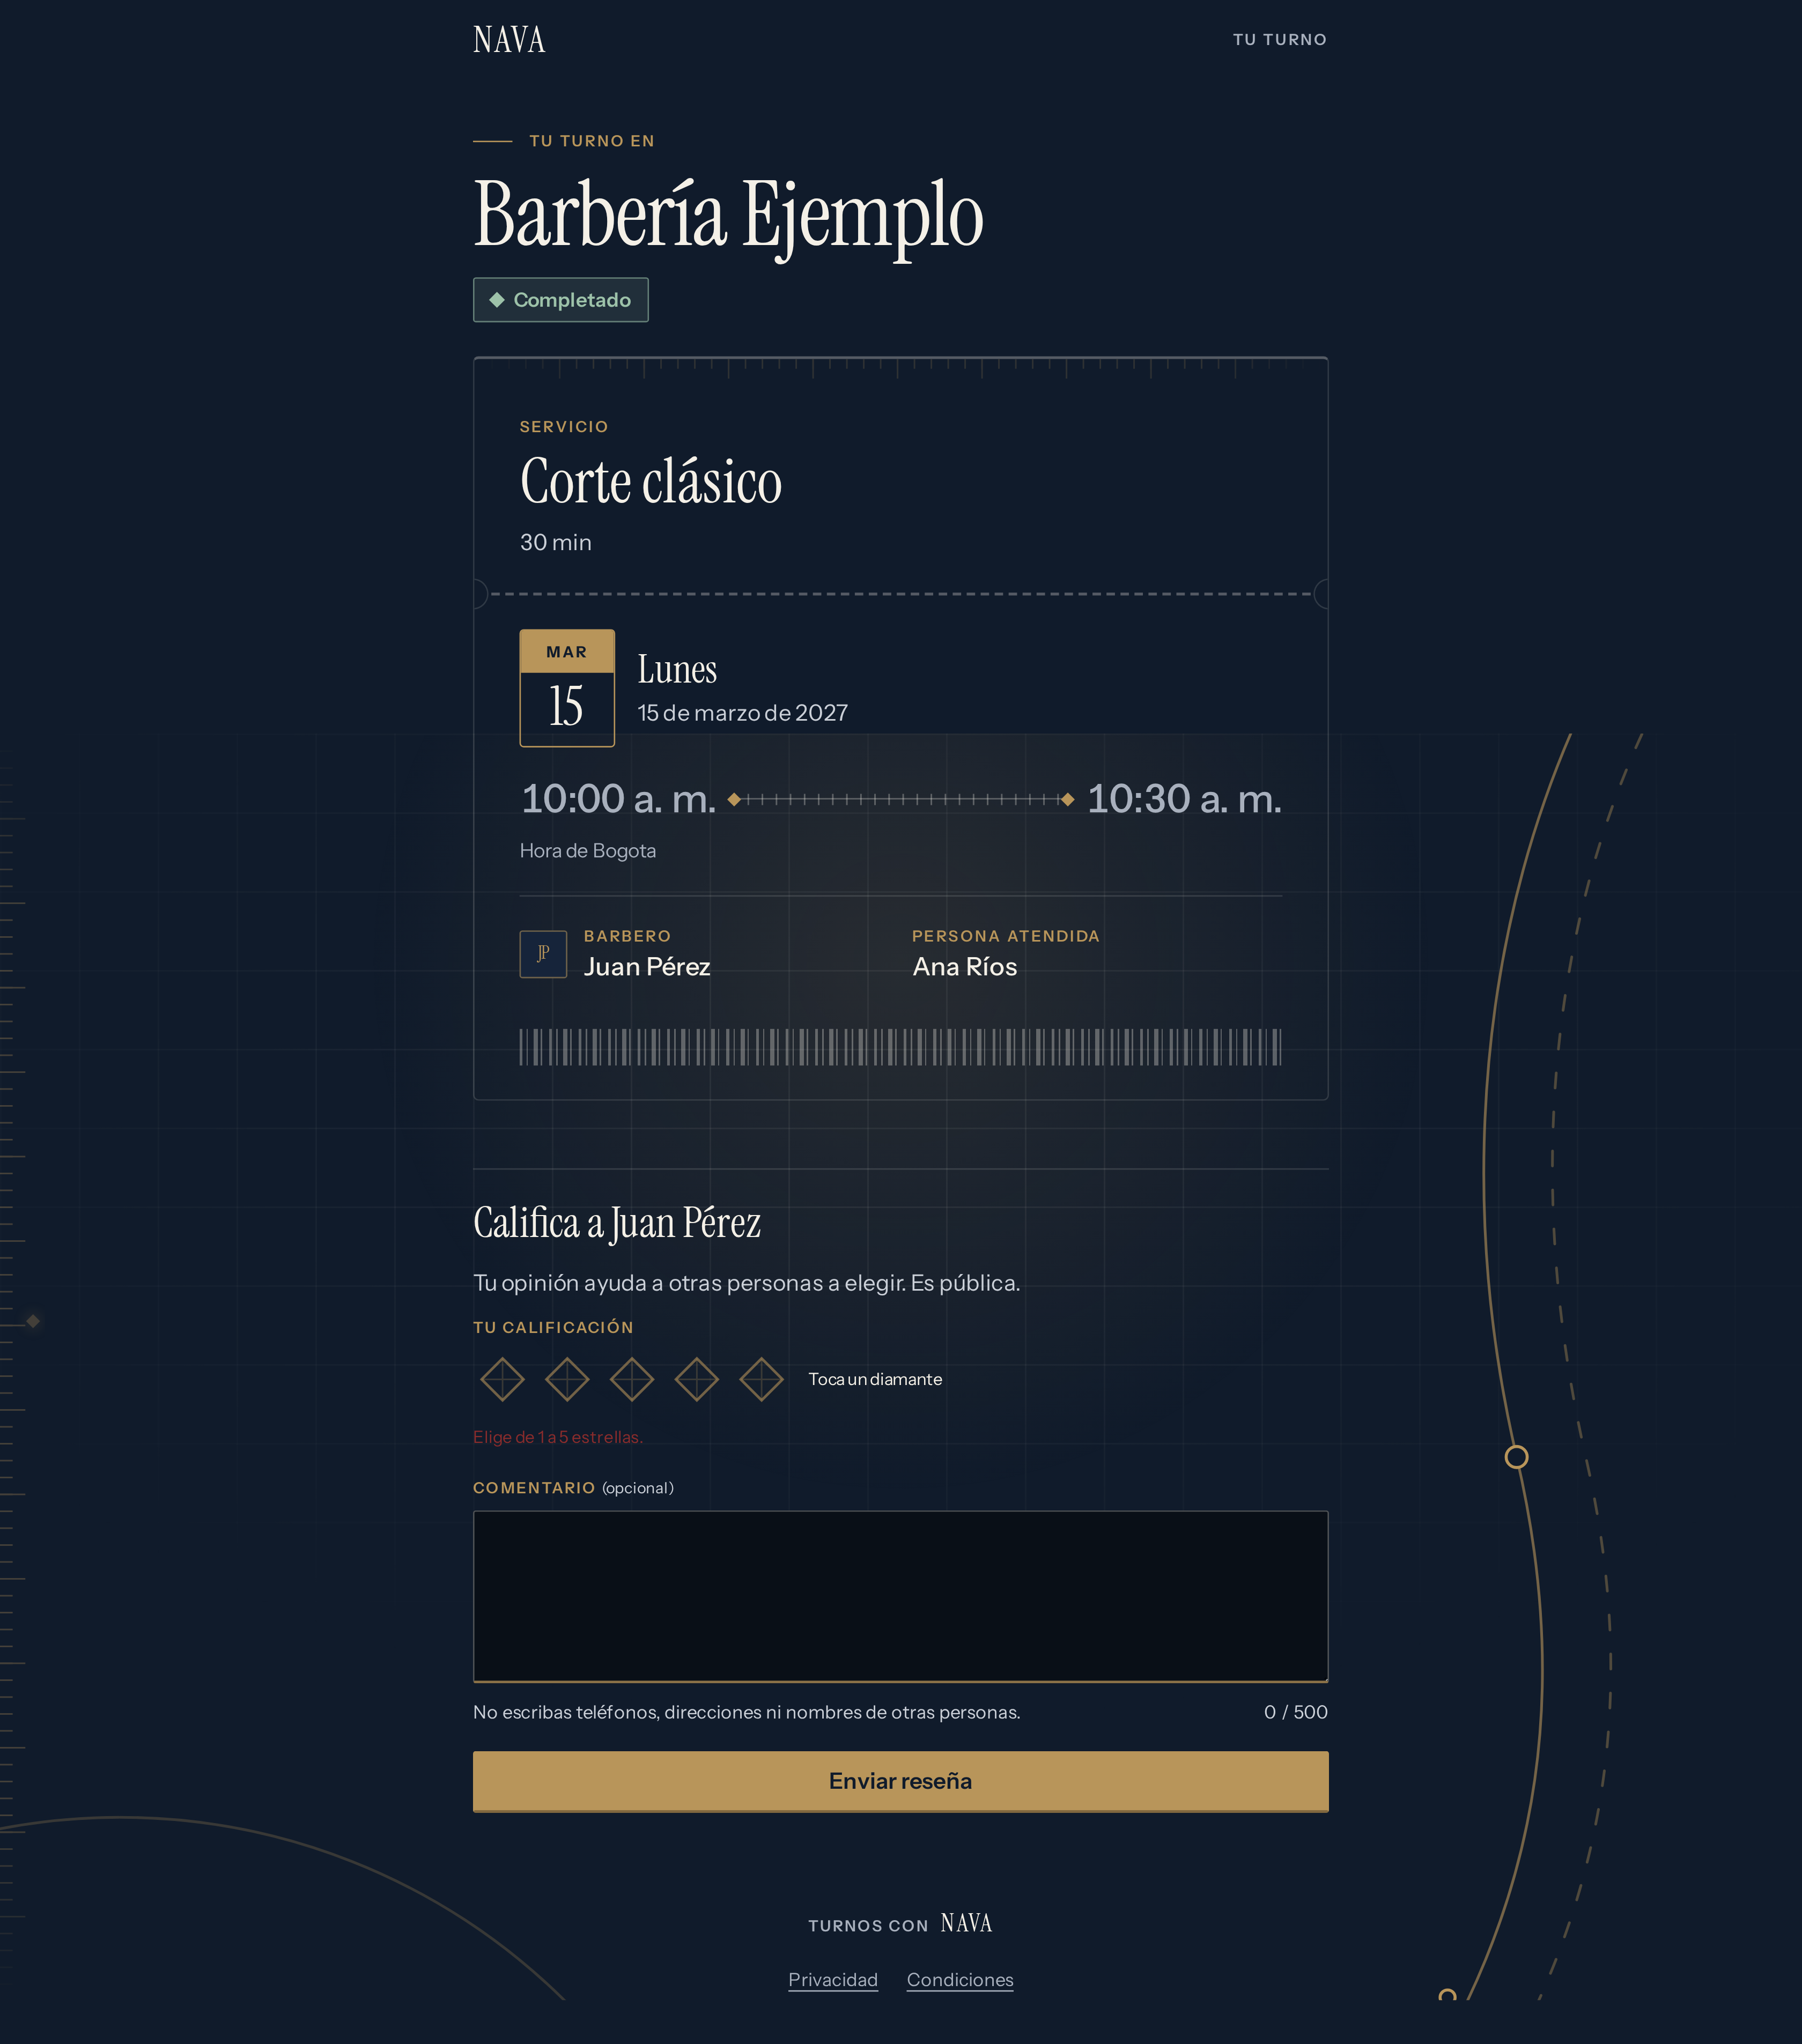 NAVA
TU TURNO
TU TURNO EN
Barbería Ejemplo
Completado
SERVICIO
Corte clásico
30 min
MAR
15
Lunes
15 de marzo de 2027
10:00 a. m.
10:30 a. m.
Hora de Bogota
JP
BARBERO
Juan Pérez
PERSONA ATENDIDA
Ana Ríos
Califica a Juan Pérez
Tu opinión ayuda a otras personas a elegir. Es pública.
TU CALIFICACIÓN
Toca un diamante
Elige de 1 a 5 estrellas.
COMENTARIO (opcional)
No escribas teléfonos, direcciones ni nombres de otras personas.
0 / 500
Enviar reseña
TURNOS CON NAVA
Privacidad
Condiciones